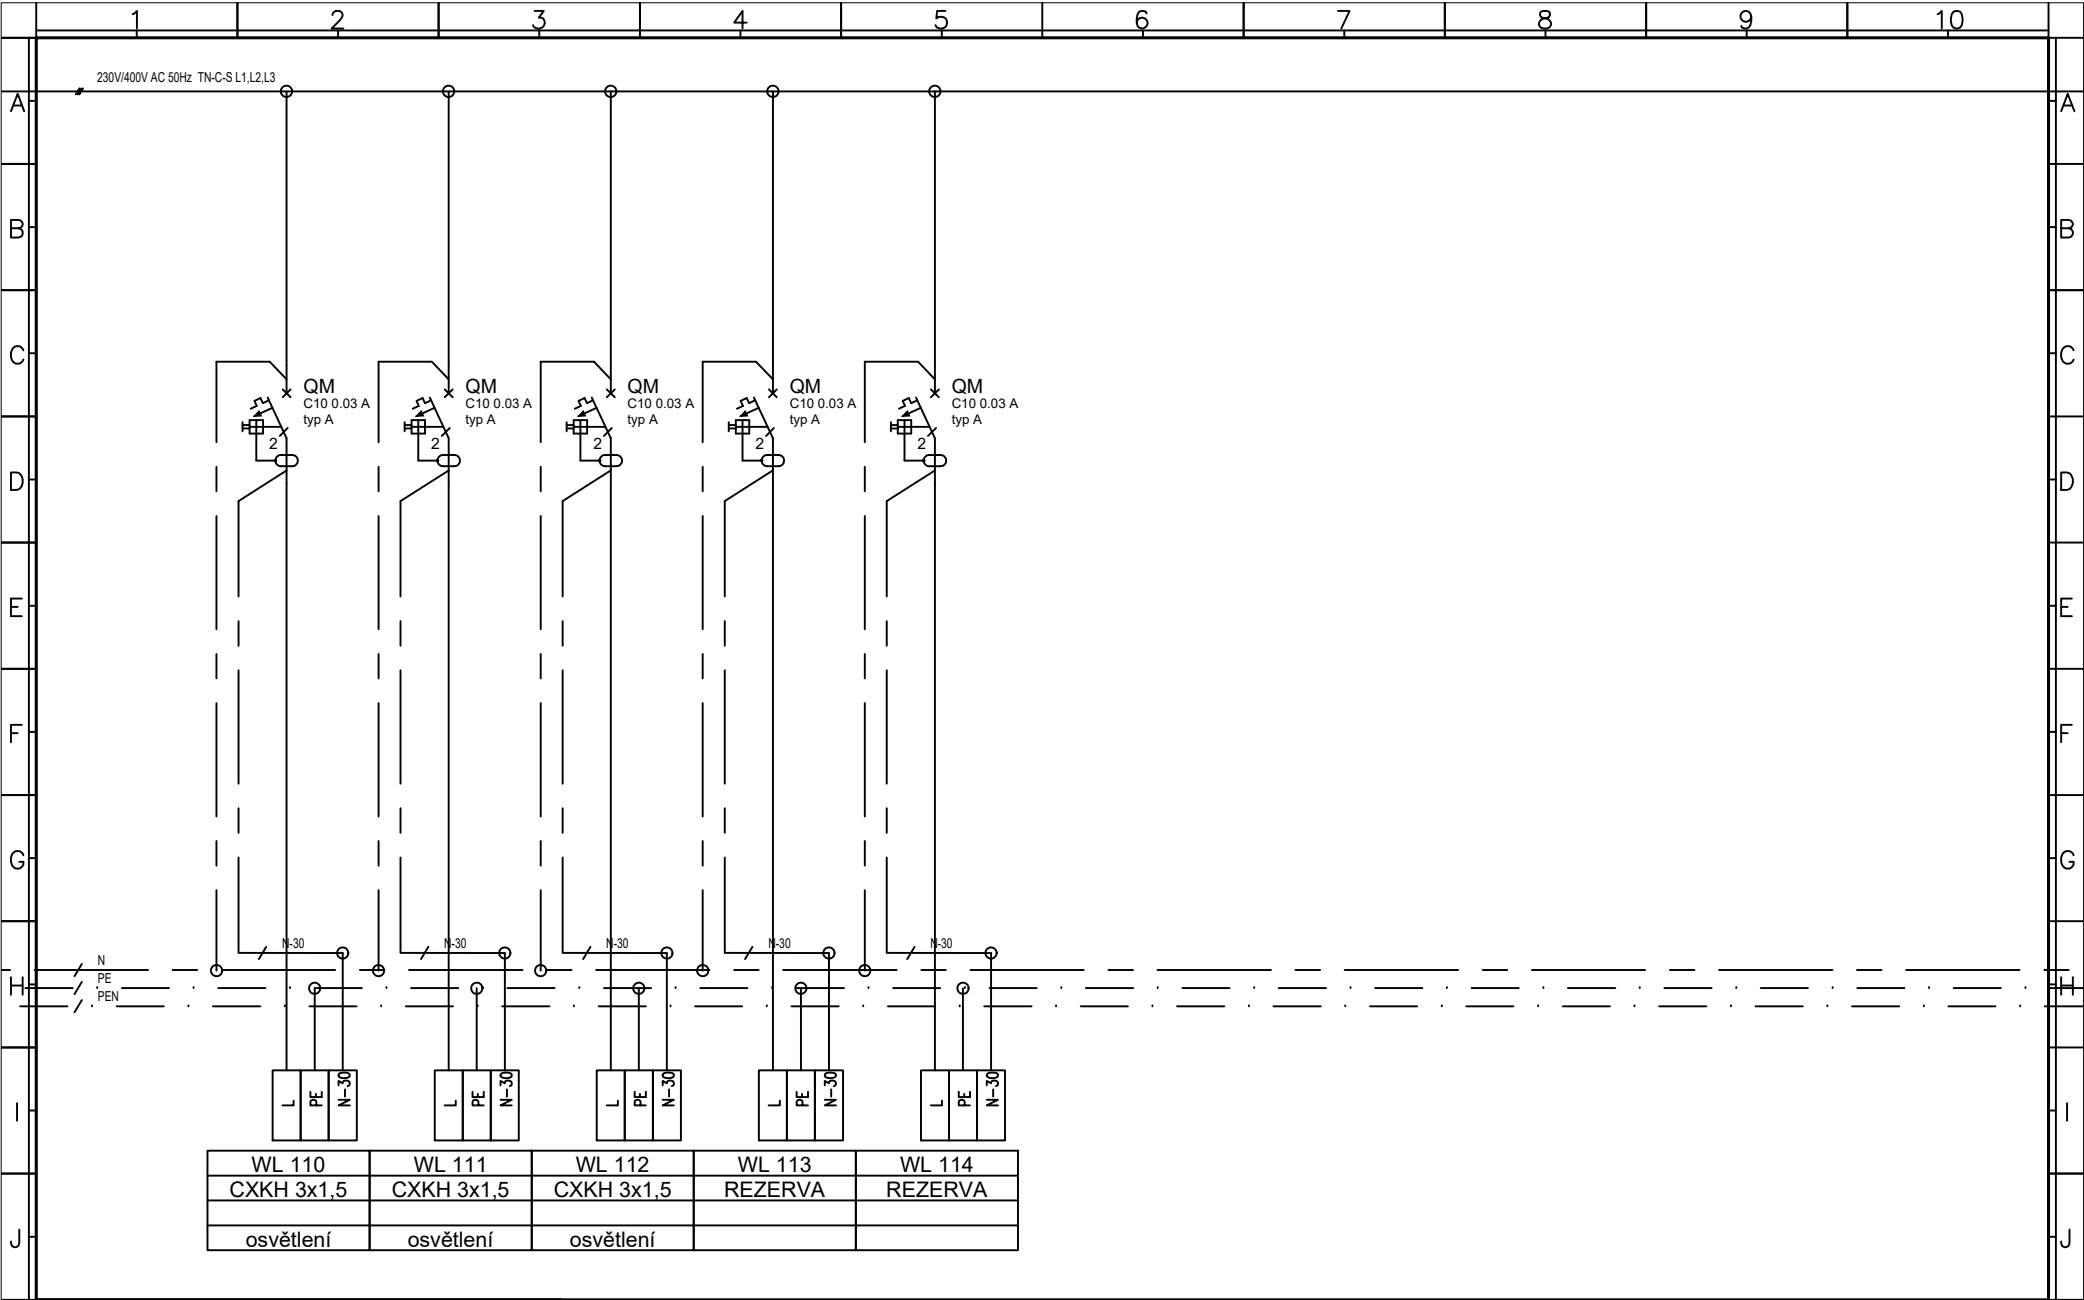 1 2 3 4 5 6 7 8 9 10
230V/400V AC 50Hz TN-C-S L1,L2,L3
A A
B B
C C
QM QM QM QM QM
C10 0.03 A C10 0.03 A C10 0.03 A C10 0.03 A C10 0.03 A
typ A typ A typ A typ A typ A
2 2 2 2 2
D D
E E
F F
G G
N-30 N-30 N-30 N-30 N-30
N
PE
H H
PEN
L PE N-30 L PE N-30 L PE N-30 L PE N-30 L PE N-30
I I
WL 110 WL 111 WL 112 WL 113 WL 114
CXKH 3x1,5 CXKH 3x1,5 CXKH 3x1,5 REZERVA REZERVA
osvětlení osvětlení osvětlení
J J